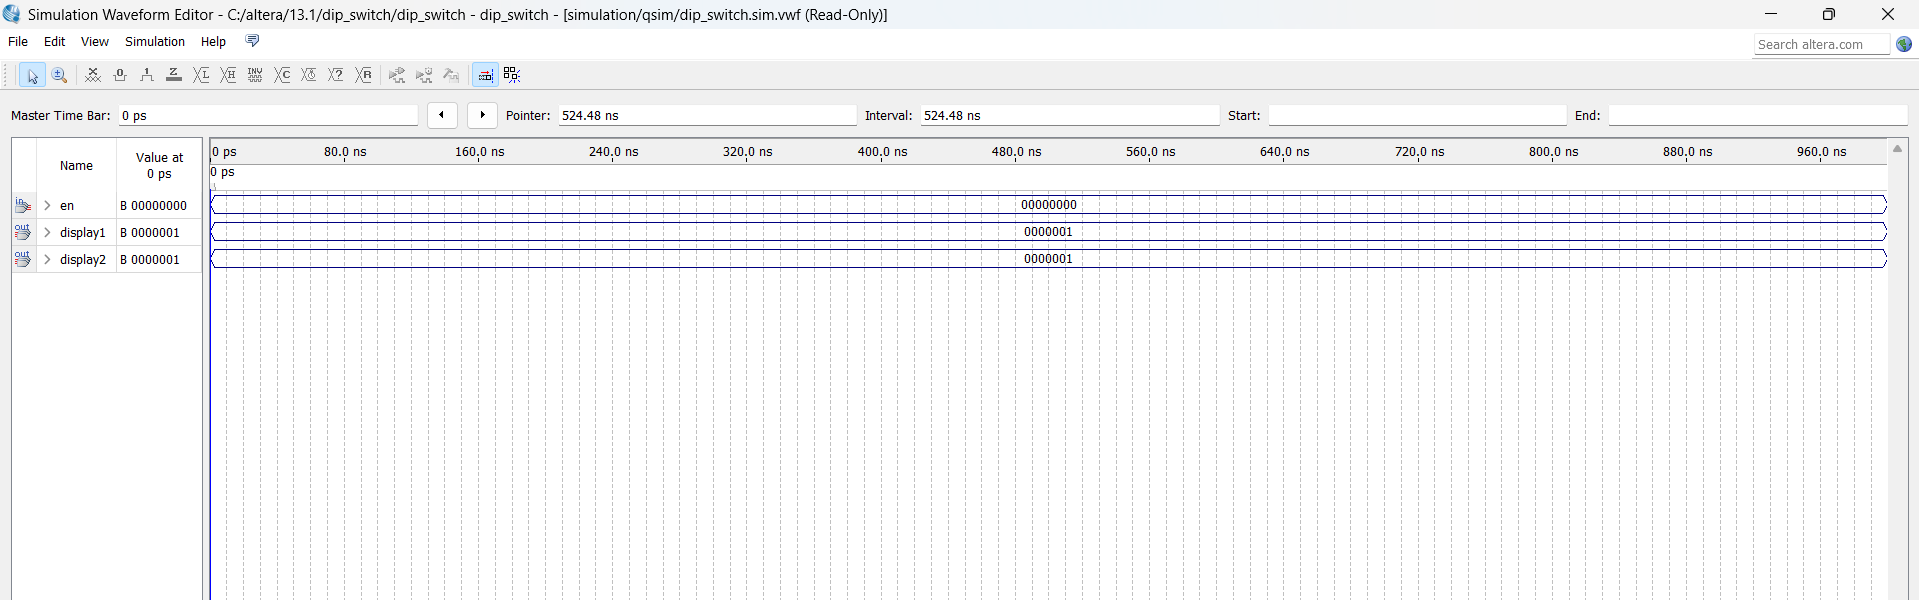 Simulation Waveform Editor - C:/altera/13.1/dip_switch/dip_switch - dip_switch - [simulation/qsim/dip_switch.sim.vwf (Read-Only)]
File Edit View Simulation Help
Search altera.com
Master Time Bar: 0 ps Pointer: 524.48 ns Interval: 524.48 ns Start: End:
Name Value at 0 ps
0 ps 80.0 ns 160.0 ns 240.0 ns 320.0 ns 400.0 ns 480.0 ns 560.0 ns 640.0 ns 720.0 ns 800.0 ns 880.0 ns 960.0 ns
0 ps
in en B 00000000 00000000
out display1 B 0000001 0000001
out display2 B 0000001 0000001